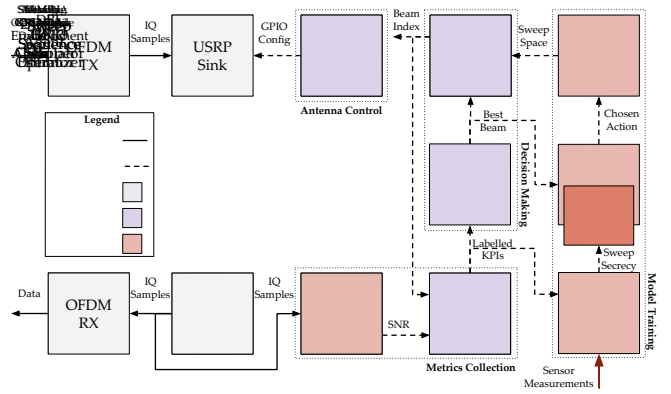 OFDM
TX
IQ
Samples
USRP
Sink
GPIO
Config
Antenna Control
Beam
Index
Sweep
Space
Best
Beam
Chosen
Action
Decision Making
Legend
Labelled
KPIs
Sweep
Secrecy
Model Training
Data
OFDM
RX
IQ
Samples
IQ
Samples
SNR
Metrics Collection
Sensor
Measurements